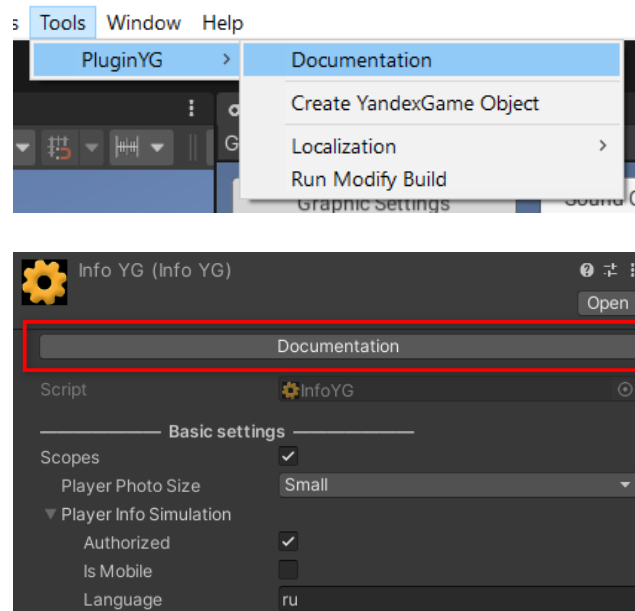 s Tools Window Help
PluginYG
Documentation
Create YandexGame Object
G Localization
Run Modify Build
Graphic Settings
Info YG (Info YG)
Open
Documentation
Script InfoYG
Basic settings
Scopes
Player Photo Size Small
Player Info Simulation
Authorized
Is Mobile
Language ru